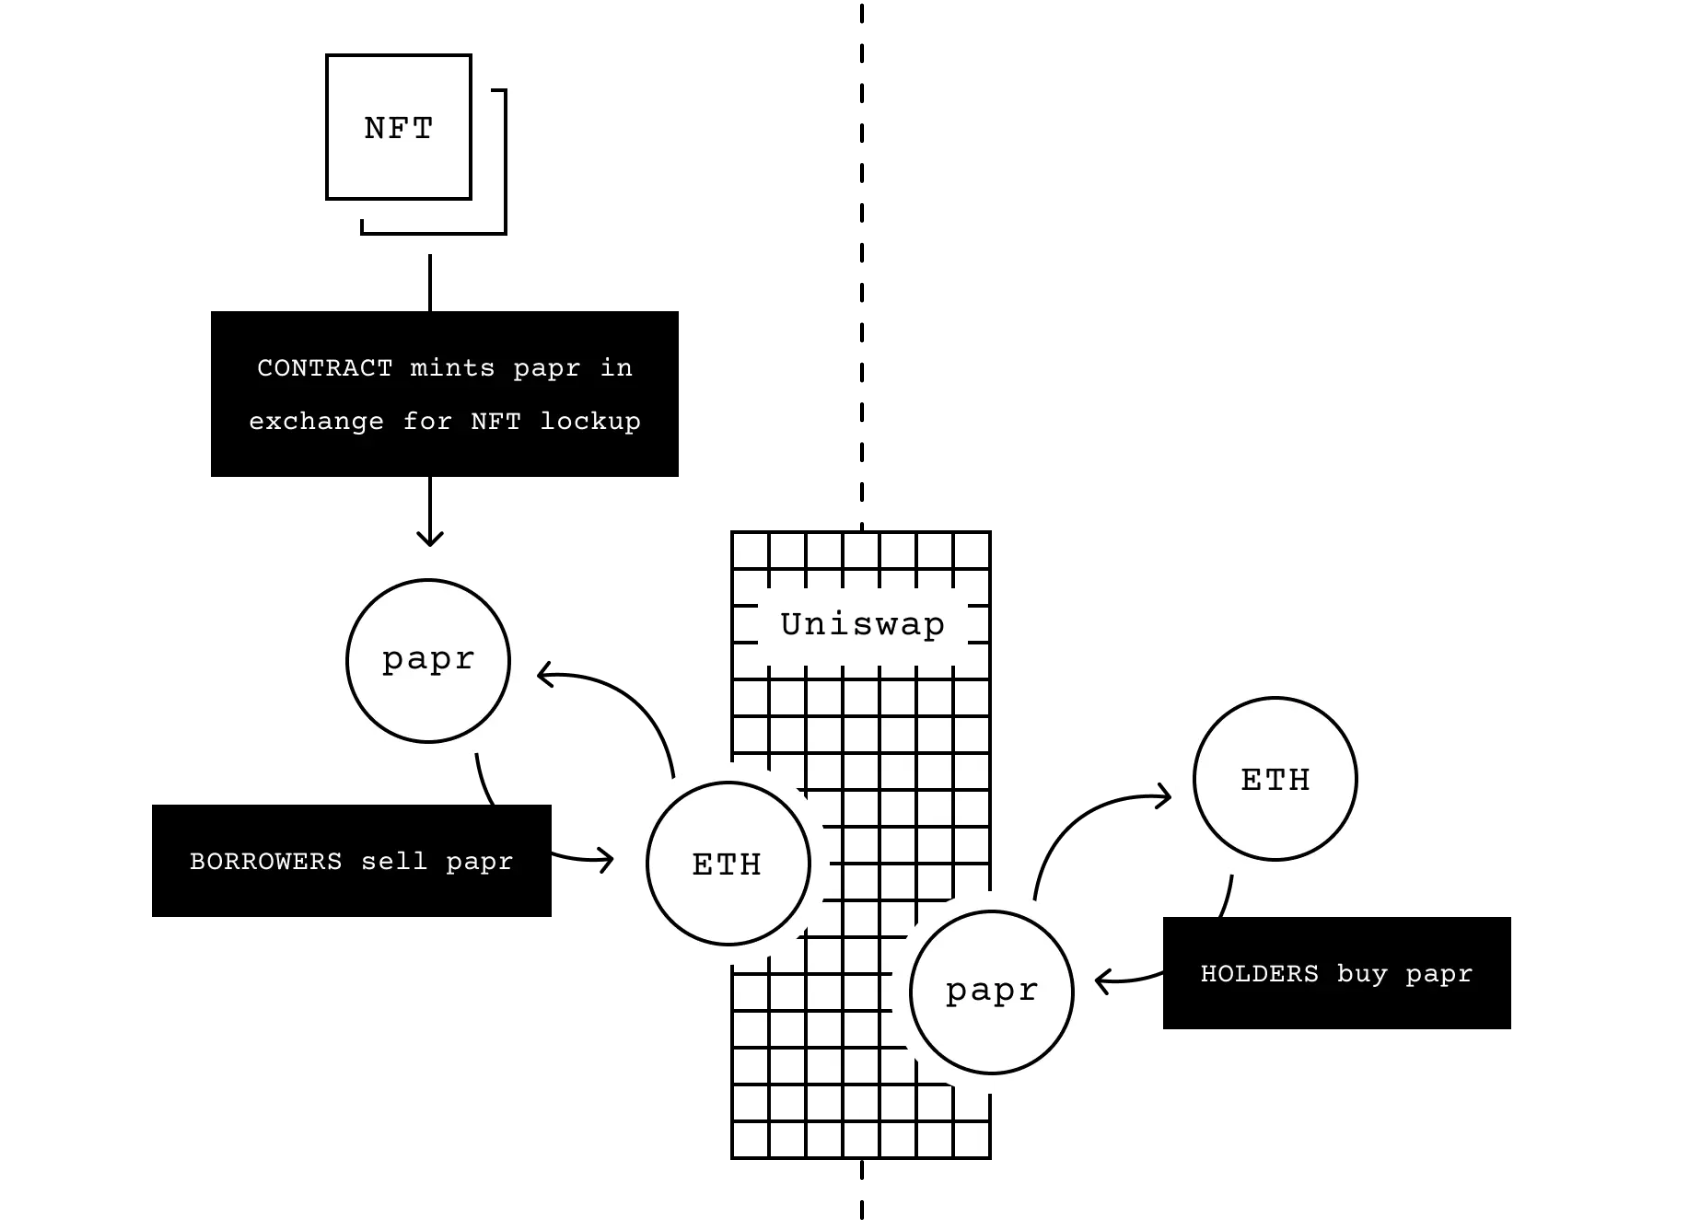 NFT
CONTRACT mints papr in
exchange for NFT lockup
Uniswap
papr
ETH
BORROWERS sell papr
ETH
papr
HOLDERS buy papr